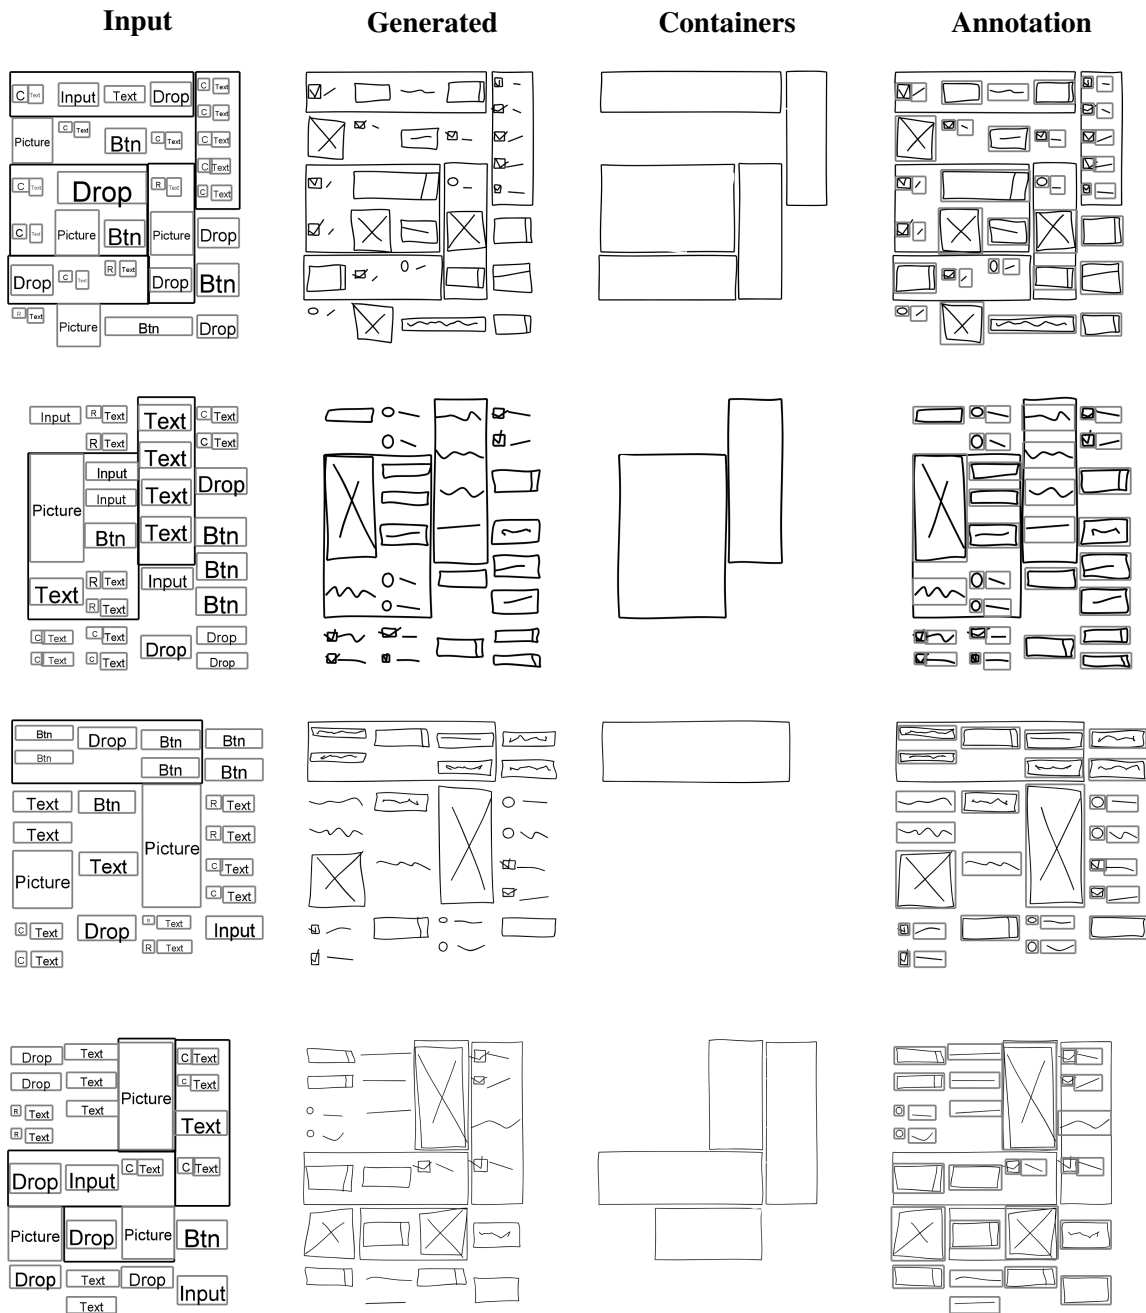 Input Generated Containers Annotation
C Text Input Text Drop C Text
C Text
Picture C Text Btn C Text C Text
C Text
C Text Drop R Text C Text
C Text Picture Btn Picture Drop
Drop C Text R Text Drop Btn
R Text Picture Btn Drop
Input R Text Text C Text
R Text C Text
Picture Input Text Drop
Input Text
Btn Text Btn
Btn
Text R Text Input Btn
R Text
C Text C Text Drop Drop
C Text C Text Drop
Btn Drop Btn Btn
Btn Btn Btn
Text Btn Picture R Text
Text R Text
Picture Text C Text
C Text
C Text Drop R Text Input
C Text R Text
Drop Text Picture C Text
Drop Text C Text
R Text Text Text
R Text
Drop Input C Text C Text
Picture Drop Picture Btn
Drop Text Drop Input
Text